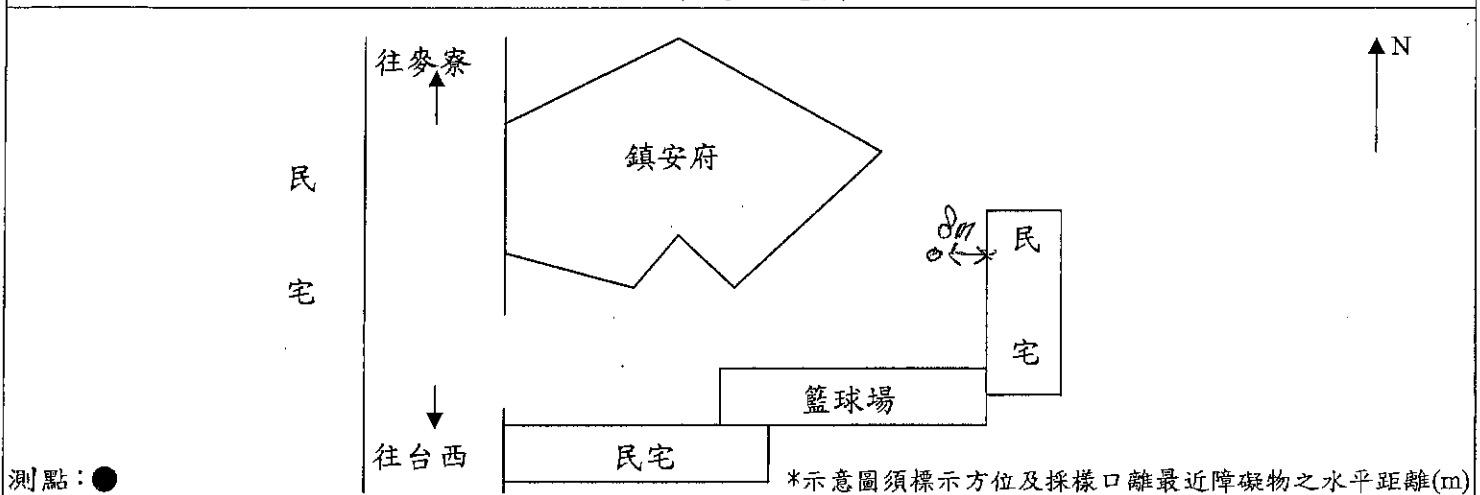 往麥寮
N
鎮安府
民宅
8m
民宅
籃球場
往台西
民宅
測點：●
*示意圖須標示方位及採樣口離最近障礙物之水平距離(m)